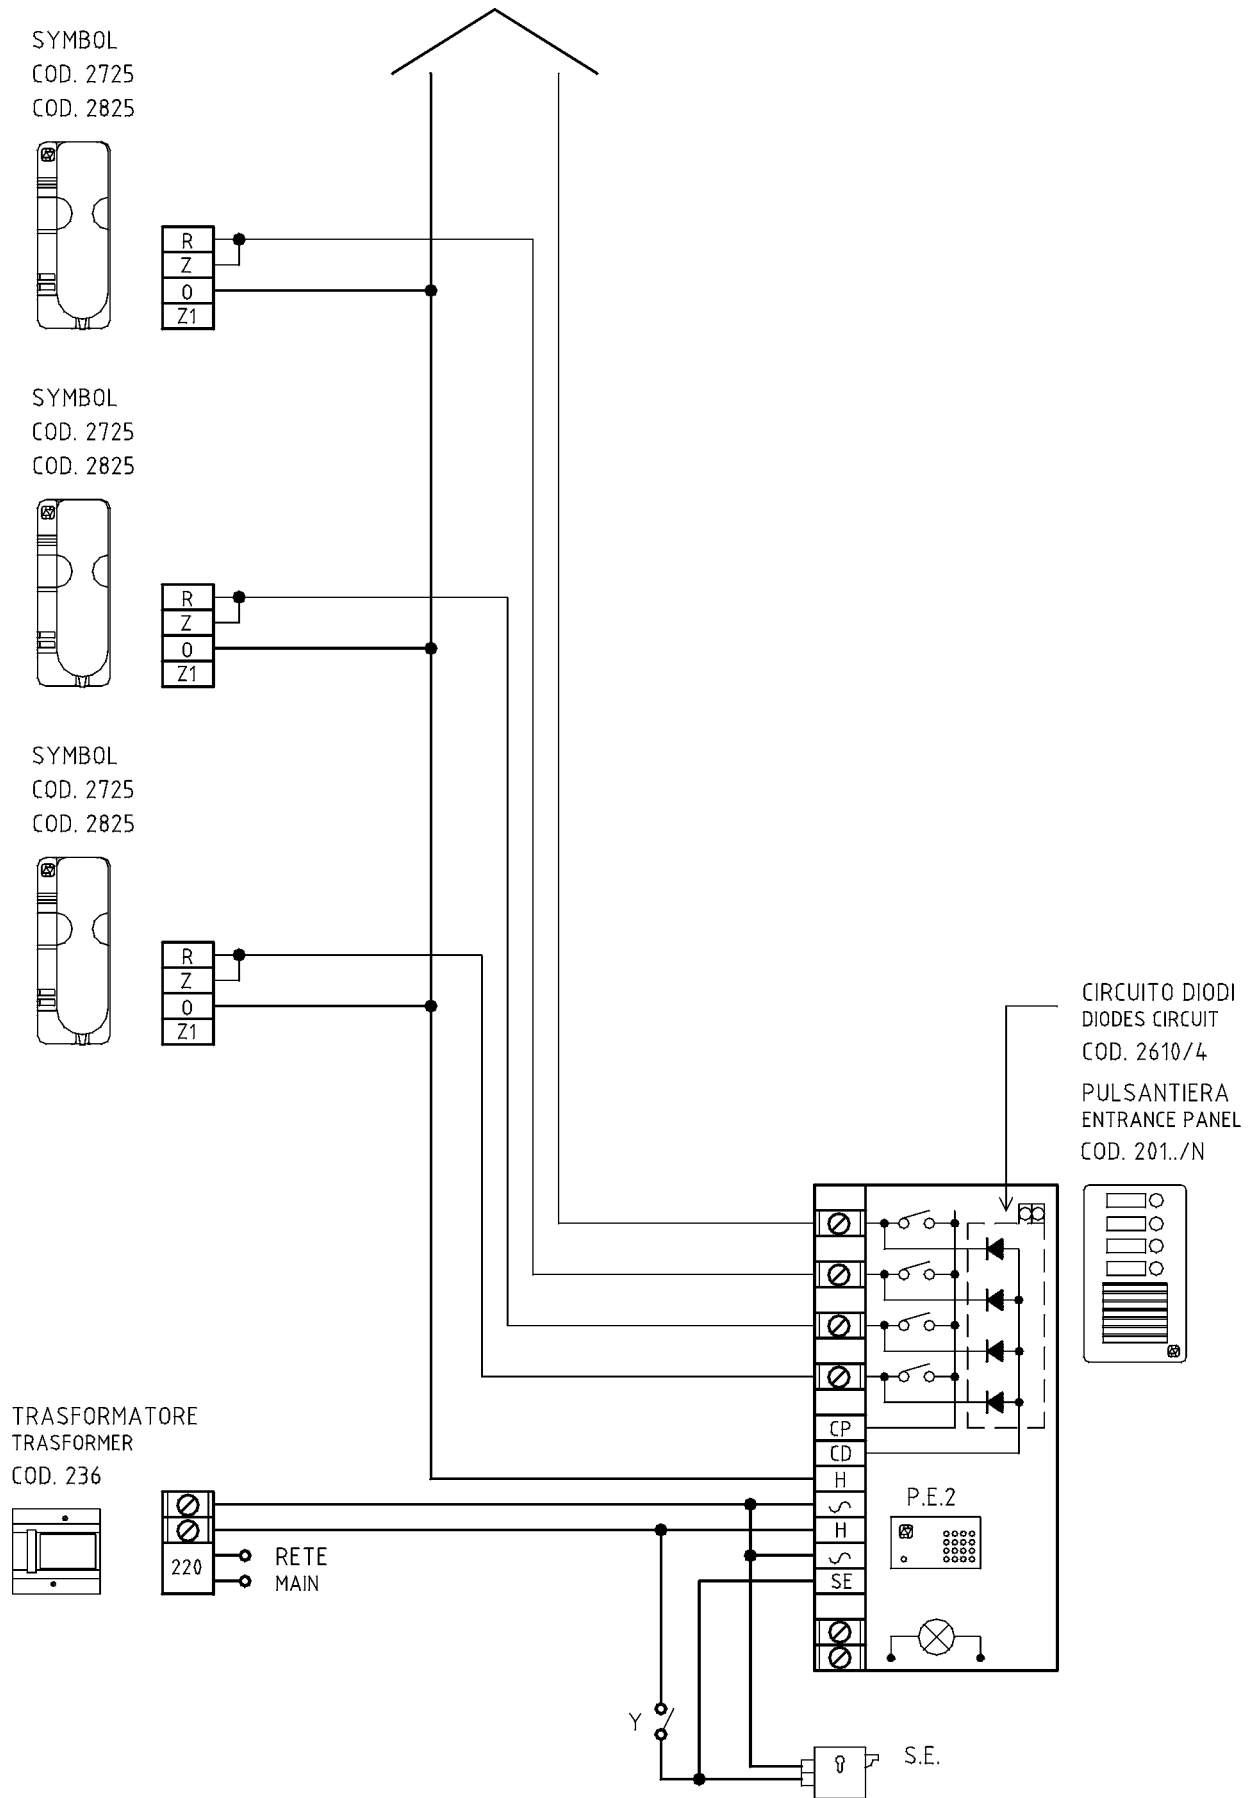 SYMBOL
COD. 2725
COD. 2825
R
Z
0
Z1
SYMBOL
COD. 2725
COD. 2825
R
Z
0
Z1
SYMBOL
COD. 2725
COD. 2825
R
Z
0
Z1
CIRCUITO DIODI
DIODES CIRCUIT
COD. 2610/4
PULSANTIERA
ENTRANCE PANEL
COD. 201../N
TRASFORMATORE
TRASFORMER
COD. 236
220
RETE
MAIN
CP
CD
H
H
SE
P.E.2
Y
S.E.